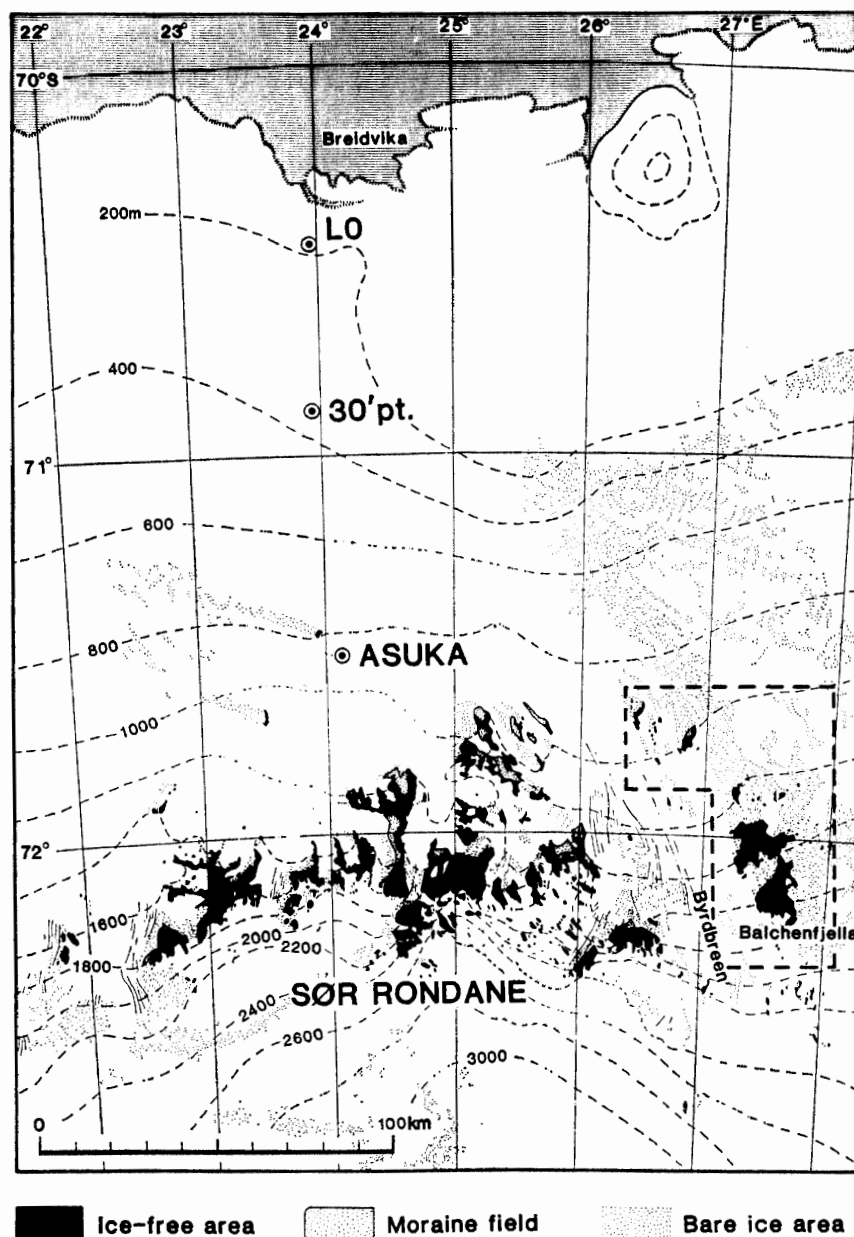 22° 23° 24° 25° 26° 27°E
70°S
Breidvika
200m
LO
400
30'pt.
71°
600
800
ASUKA
1000
72°
1600
Byrdbreen
Balchenfjella
2000
2200
1800
SØR RONDANE
2400
2600
3000
0 100km
Ice-free area Moraine field Bare ice area